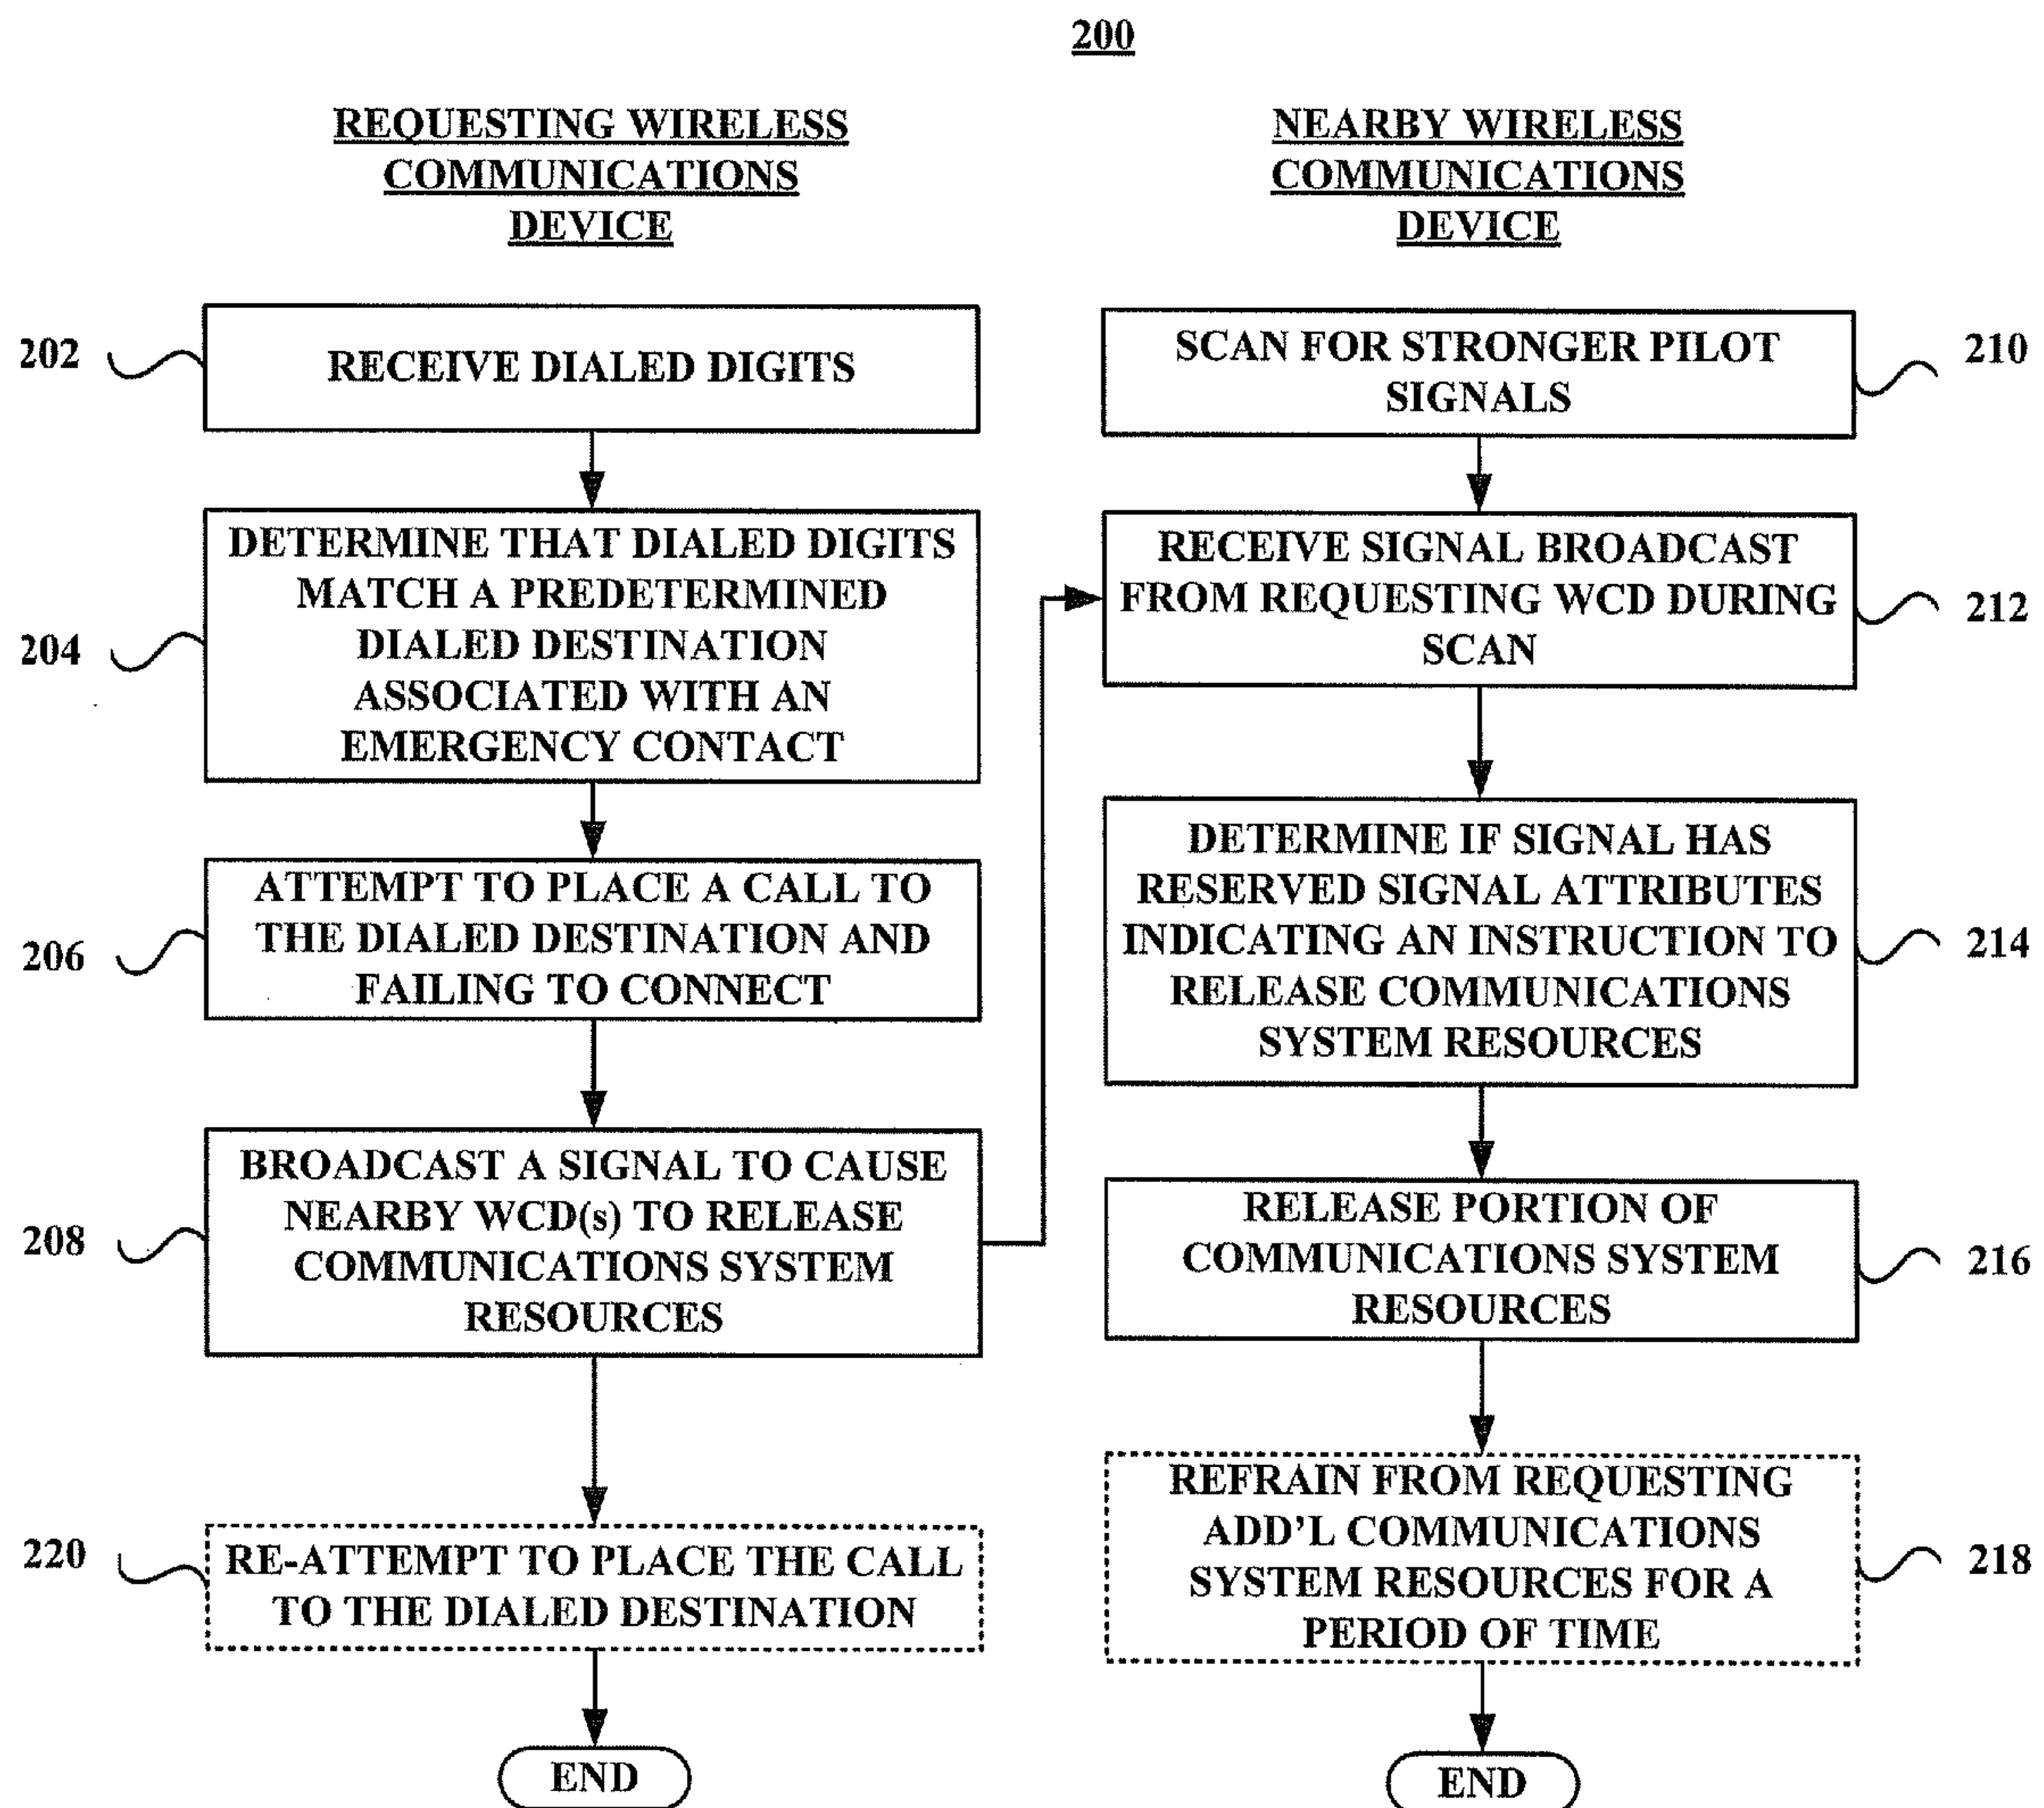 200
REQUESTING WIRELESS
COMMUNICATIONS
DEVICE
202
RECEIVE DIALED DIGITS
204
DETERMINE THAT DIALED DIGITS
MATCH A PREDETERMINED
DIALED DESTINATION
ASSOCIATED WITH AN
EMERGENCY CONTACT
206
ATTEMPT TO PLACE A CALL TO
THE DIALED DESTINATION AND
FAILING TO CONNECT
208
BROADCAST A SIGNAL TO CAUSE
NEARBY WCD(s) TO RELEASE
COMMUNICATIONS SYSTEM
RESOURCES
220
RE-ATTEMPT TO PLACE THE CALL
TO THE DIALED DESTINATION
END
NEARBY WIRELESS
COMMUNICATIONS
DEVICE
SCAN FOR STRONGER PILOT
SIGNALS
210
RECEIVE SIGNAL BROADCAST
FROM REQUESTING WCD DURING
SCAN
212
DETERMINE IF SIGNAL HAS
RESERVED SIGNAL ATTRIBUTES
INDICATING AN INSTRUCTION TO
RELEASE COMMUNICATIONS
SYSTEM RESOURCES
214
RELEASE PORTION OF
COMMUNICATIONS SYSTEM
RESOURCES
216
REFRAIN FROM REQUESTING
ADD'L COMMUNICATIONS
SYSTEM RESOURCES FOR A
PERIOD OF TIME
218
END